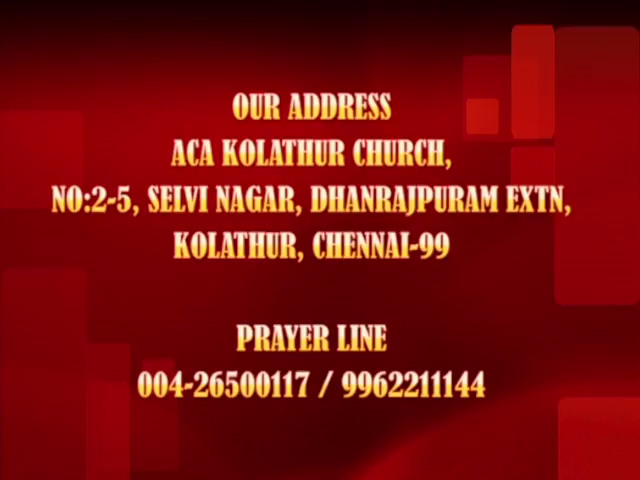 OUR ADDRESS
ACA KOLATHUR CHURCH,
NO:2-5, SELVI NAGAR, DHANRAJPURAM EXTN,
KOLATHUR, CHENNAI-99
PRAYER LINE
004-26500117 / 9962211144